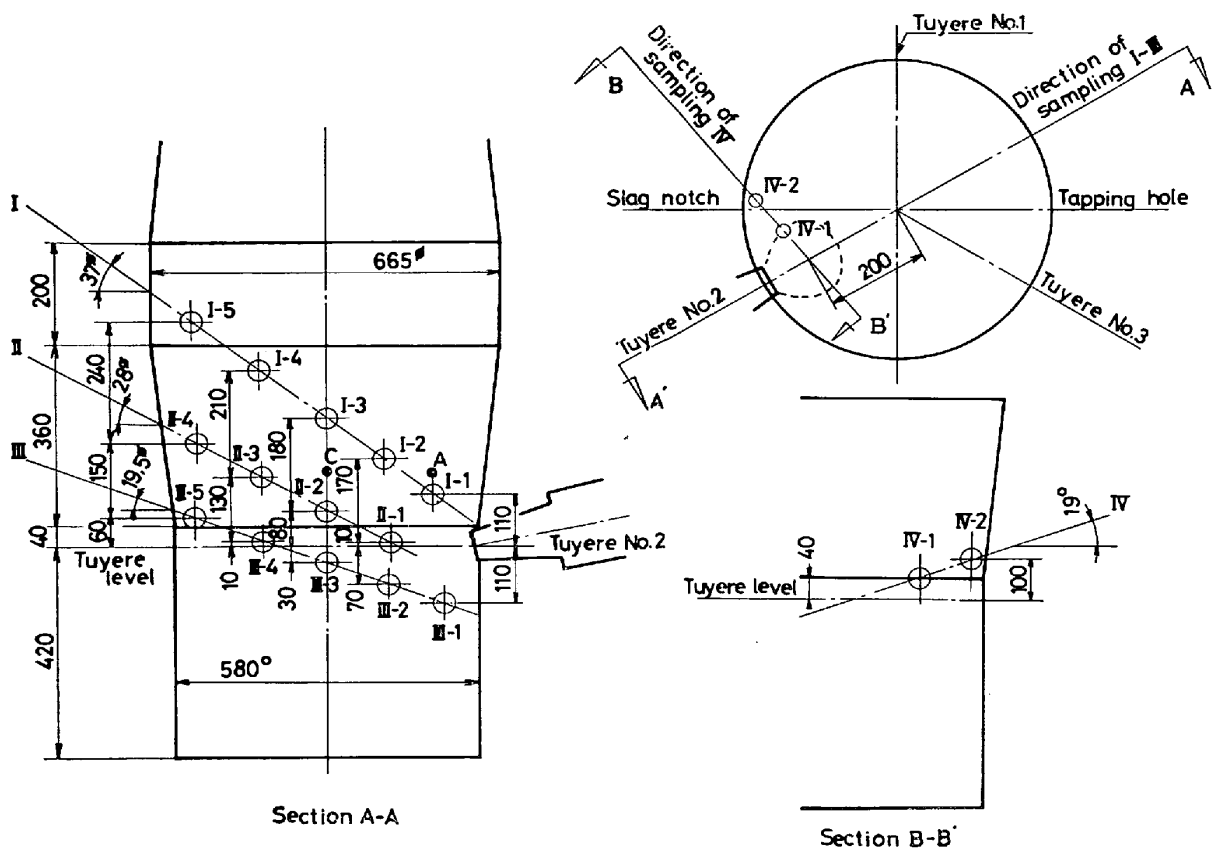 Tuyere No.1
B
Direction of
sampling IV
Direction of
sampling I~III
A
IV-2
Slag notch
Tapping hole
IV-1
200
Tuyere No.2
B'
Tuyere No.3
A'
I
37°
665ø
200
I-5
II
240
28°
I-4
210
I-3
360
II-4
II-3
180
C
I-2
A
III
150
19.5°
130
170
I-1
III-5
II-2
II-1
110
40
60
80
10
Tuyere No.2
Tuyere
level
III-4
III-3
10
30
70
III-2
110
III-1
420
580°
Section A-A
19°
IV
IV-2
IV-1
40
Tuyere level
100
Section B-B'